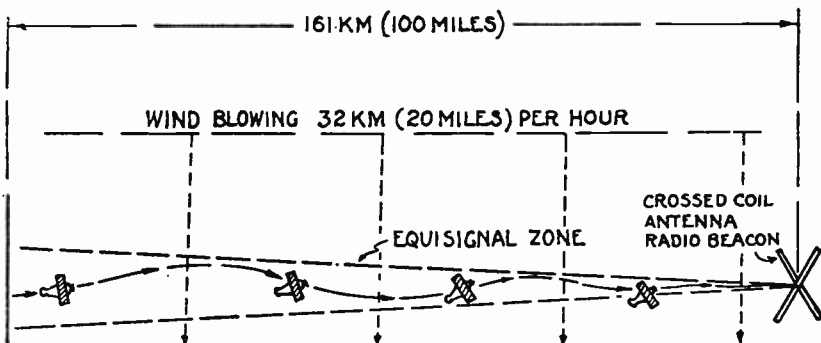 161 KM (100 MILES)
WIND BLOWING 32 KM (20 MILES) PER HOUR
CROSSED COIL
ANTENNA
RADIO BEACON
EQUISIGNAL ZONE